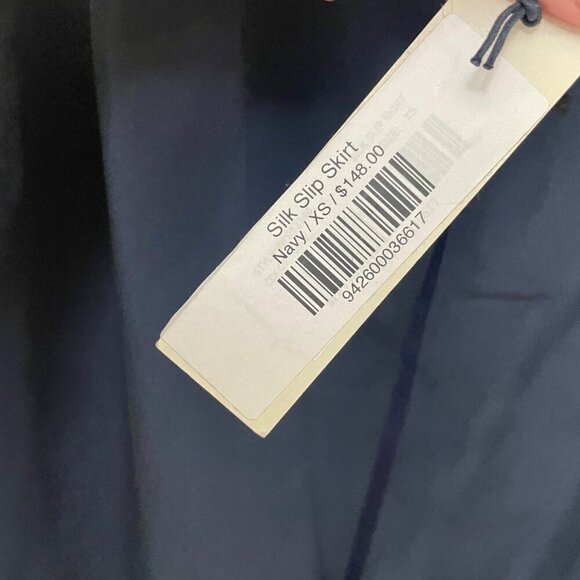 Silk Slip Skirt
Navy / XS / $148.00
942600036617